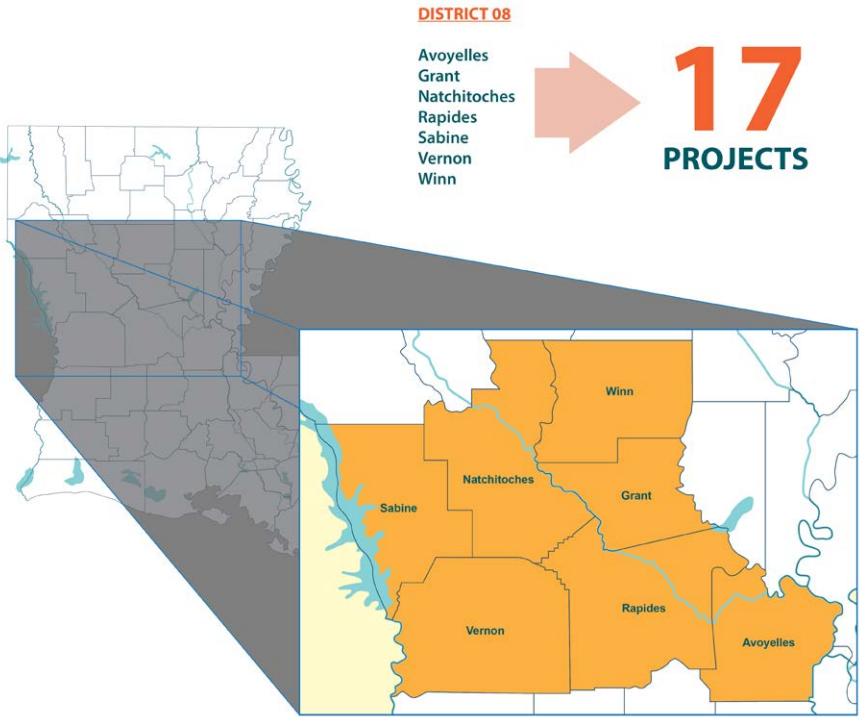 DISTRICT 08
Avoyelles
Grant
Natchitoches
Rapides
Sabine
Vernon
Winn
17
PROJECTS
Winn
Natchitoches
Grant
Sabine
Rapides
Vernon
Avoyelles